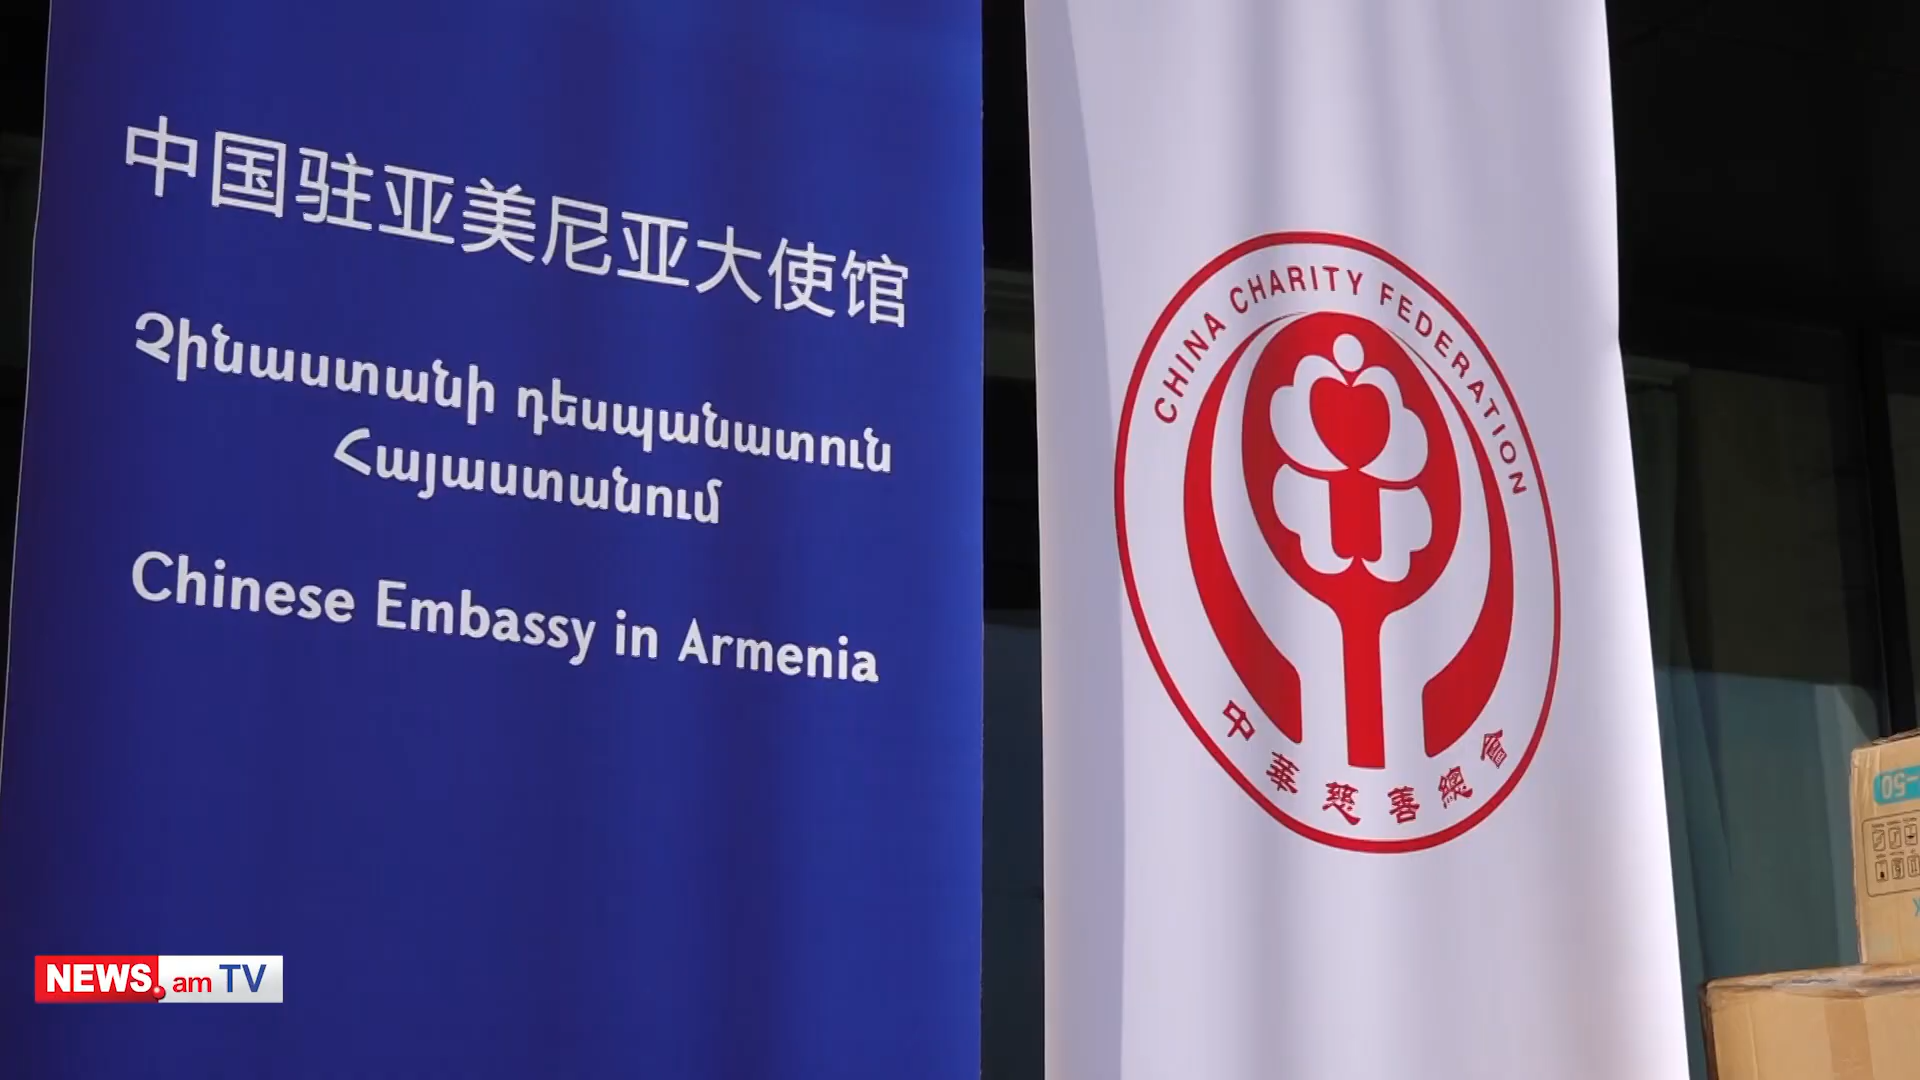 中国驻亚美尼亚大使馆
Չինաստանի դեսպանատուն
Հայաստանում
Chinese Embassy in Armenia
CHINA CHARITY FEDERATION
中華慈善總會
-50
NEWS.am TV